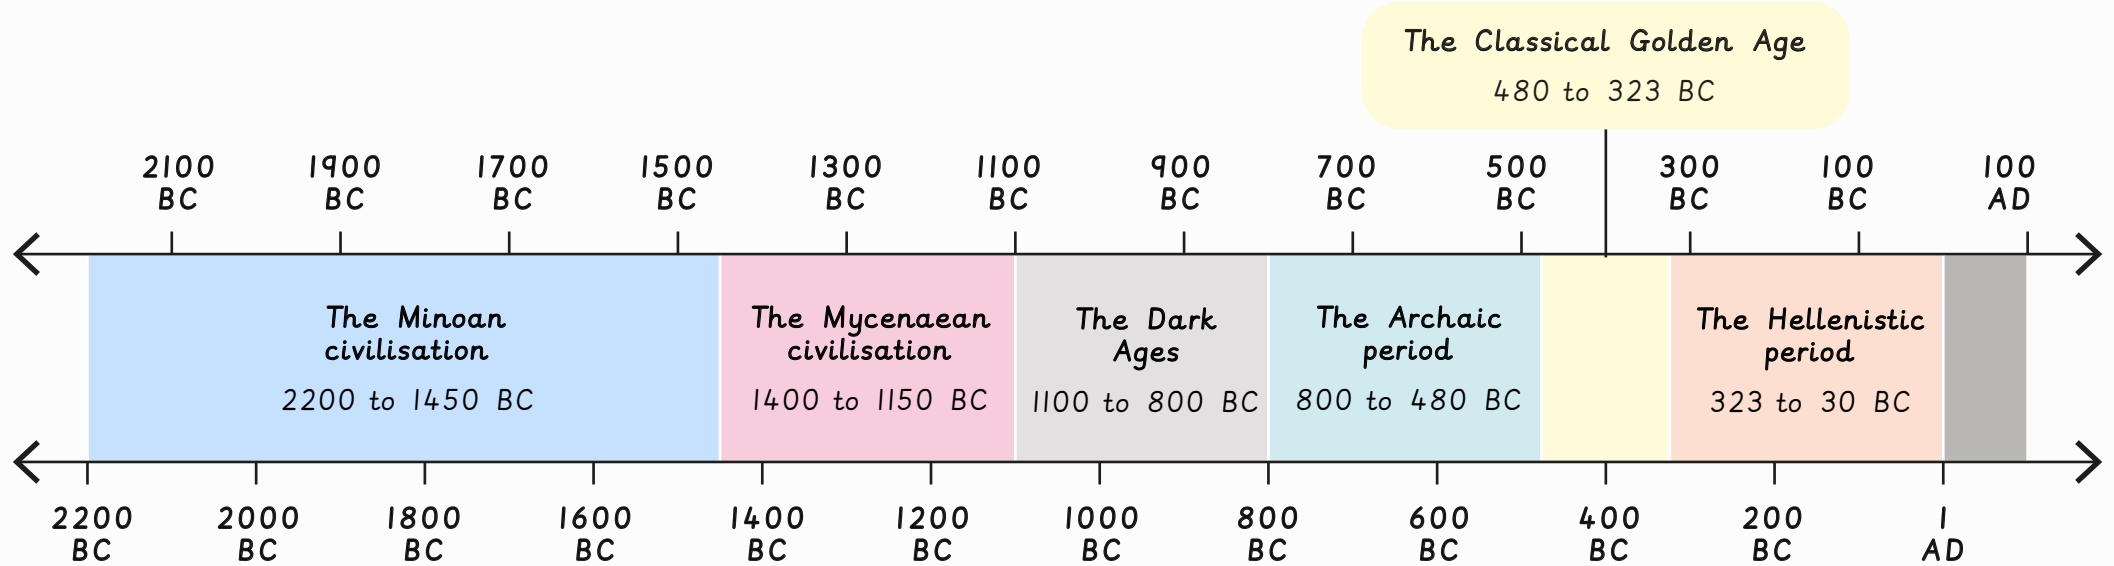 The Classical Golden Age
480 to 323 BC
2100 BC
1900 BC
1700 BC
1500 BC
1300 BC
1100 BC
900 BC
700 BC
500 BC
300 BC
100 BC
100 AD
The Minoan
civilisation
2200 to 1450 BC
The Mycenaean
civilisation
1400 to 1150 BC
The Dark
Ages
1100 to 800 BC
The Archaic
period
800 to 480 BC
The Hellenistic
period
323 to 30 BC
2200 BC
2000 BC
1800 BC
1600 BC
1400 BC
1200 BC
1000 BC
800 BC
600 BC
400 BC
200 BC
1 AD